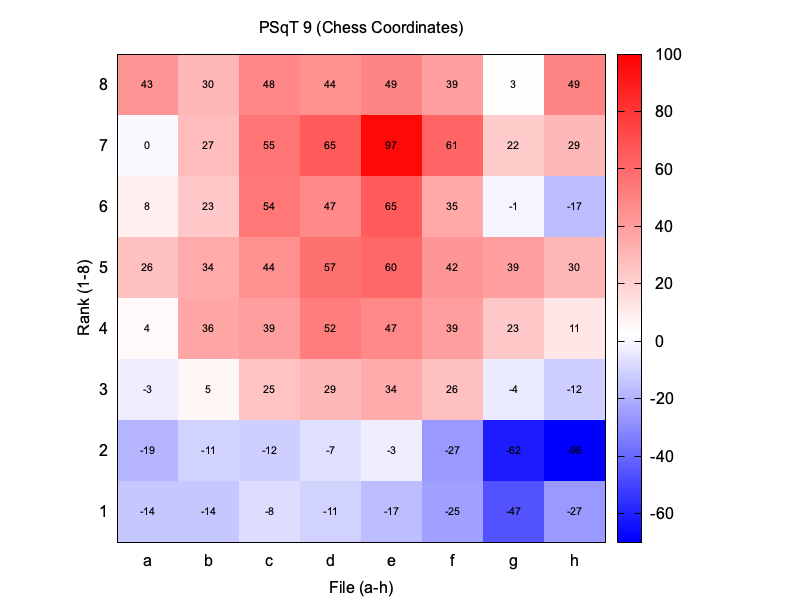 PSqT 9 (Chess Coordinates)
8 43 30 48 44 49 39 3 49
7 0 27 55 65 97 61 22 29
6 8 23 54 47 65 35 -1 -17
5 26 34 44 57 60 42 39 30
4 4 36 39 52 47 39 23 11
3 -3 5 25 29 34 26 -4 -12
2 -19 -11 -12 -7 -3 -27 -62 -96
1 -14 -14 -8 -11 -17 -25 -47 -27
a b c d e f g h
File (a-h)
Rank (1-8)
100
80
60
40
20
0
-20
-40
-60